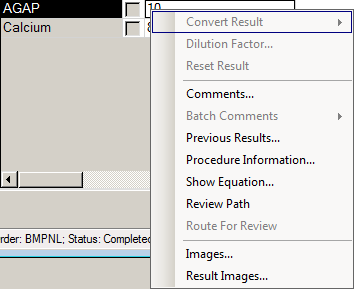 AGAP 10
Calcium 8
Convert Result
Dilution Factor...
Reset Result
Comments...
Batch Comments
Previous Results...
Procedure Information...
Show Equation...
Review Path
Route For Review
Images...
Result Images...
rder: BMPNL; Status: Completed